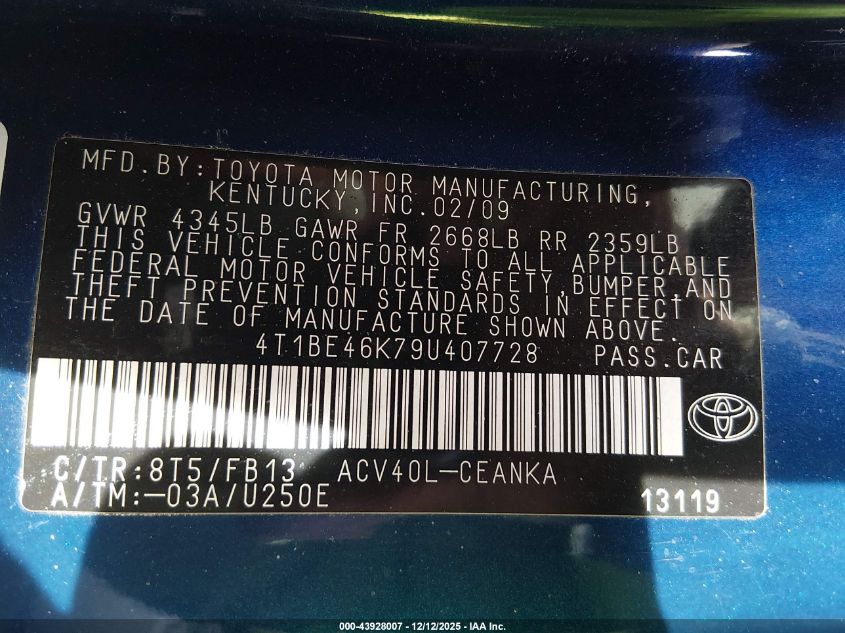 MFD.BY:TOYOTA MOTOR MANUFACTURING,
KENTUCKY,INC.02/09
GVWR 4345LB GAWR FR 2668LB RR 2359LB
THIS VEHICLE CONFORMS TO ALL APPLICABLE
FEDERAL MOTOR VEHICLE SAFETY,BUMPER,AND
THEFT PREVENTION STANDARDS IN EFFECT ON
THE DATE OF MANUFACTURE SHOWN ABOVE.
4T1BE46K79U407728 PASS.CAR
C/TR:8T5/FB13 ACV40L-CEANKA
A/TM:-03A/U250E 13119
000-43928007 - 12/12/2025 - IAA Inc.